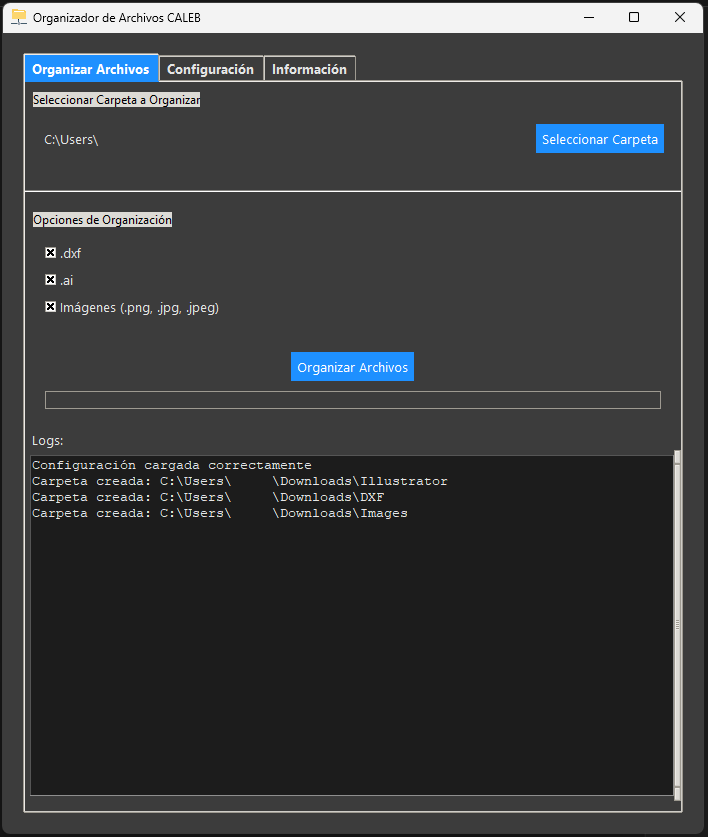 Organizador de Archivos CALEB
Organizar Archivos Configuración Información
Seleccionar Carpeta a Organizar
C:\Users\ Seleccionar Carpeta
Opciones de Organización
.dxf
.ai
Imágenes (.png, .jpg, .jpeg)
Organizar Archivos
Logs:
Configuración cargada correctamente
Carpeta creada: C:\Users\ \Downloads\Illustrator
Carpeta creada: C:\Users\ \Downloads\DXF
Carpeta creada: C:\Users\ \Downloads\Images